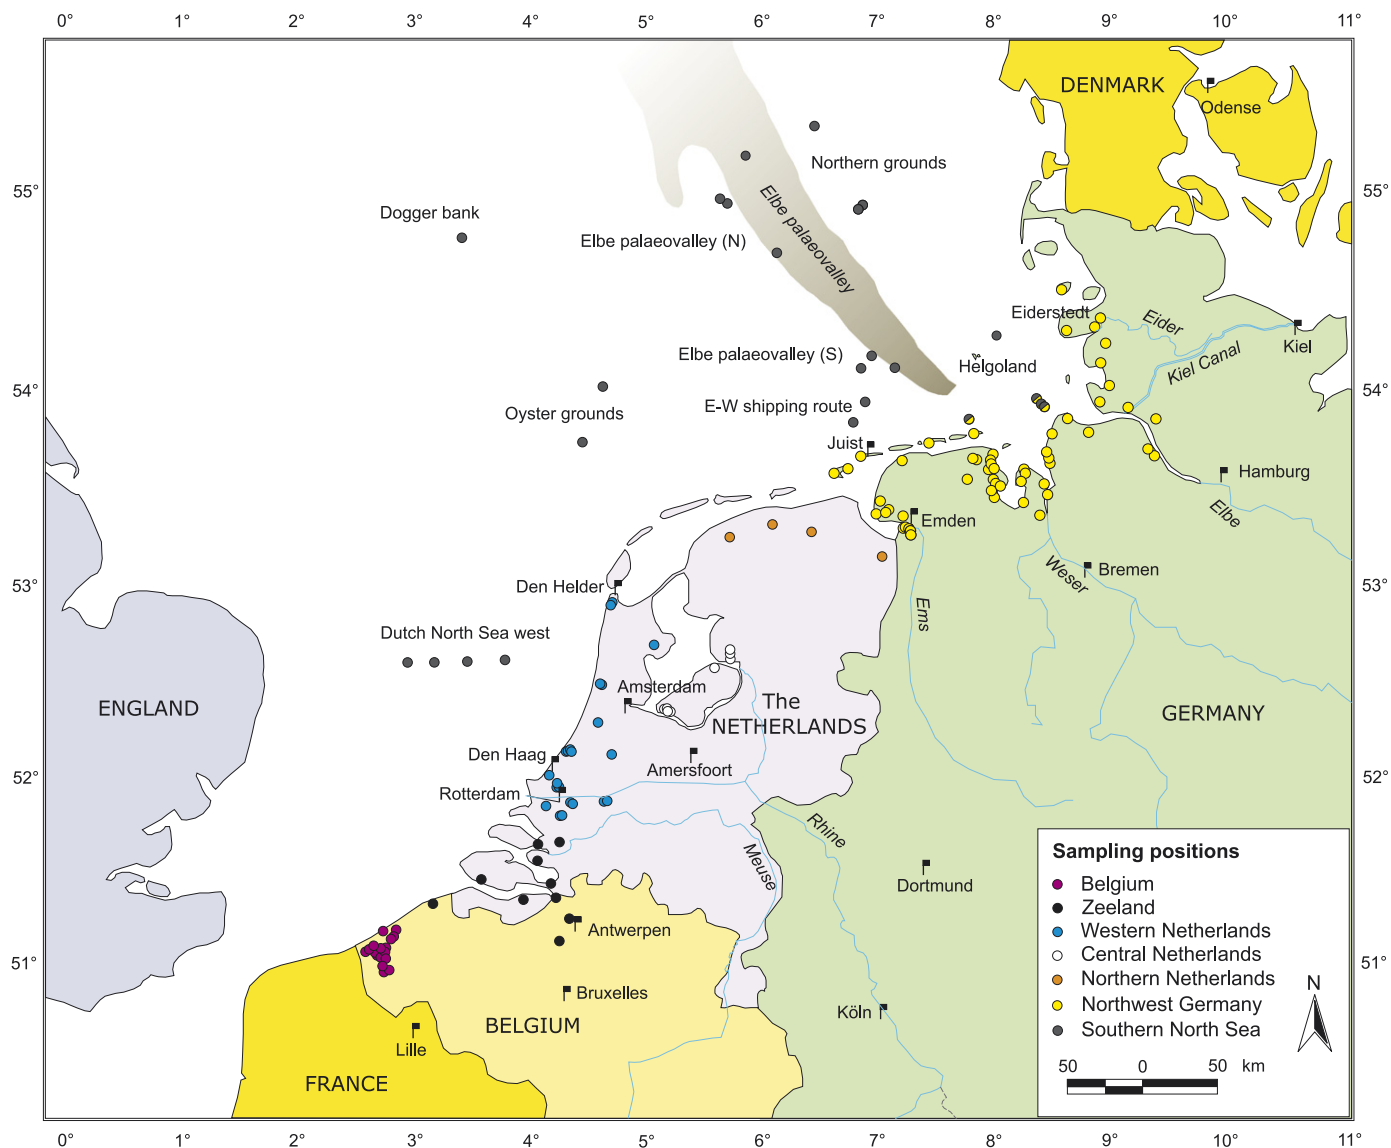 0° 1° 2° 3° 4° 5° 6° 7° 8° 9° 10° 11°
DENMARK
Odense
Northern grounds
55° 55°
Elbe palaeovalley
Dogger bank
Elbe palaeovalley (N)
Eiderstedt
Eider
Kiel
Kiel Canal
Elbe palaeovalley (S)
Helgoland
54° 54°
E-W shipping route
Oyster grounds
Juist
Hamburg
Elbe
Emden
Weser
Bremen
Den Helder
53° 53°
Ems
Dutch North Sea west
Amsterdam
The
NETHERLANDS
ENGLAND
GERMANY
Den Haag
Amersfoort
52° 52°
Rotterdam
Rhine
Meuse
Dortmund
Antwerpen
51° 51°
Bruxelles
Köln
BELGIUM
Lille
FRANCE
Sampling positions
Belgium
Zeeland
Western Netherlands
Central Netherlands
Northern Netherlands
Northwest Germany
Southern North Sea
N
50 0 50 km
0° 1° 2° 3° 4° 5° 6° 7° 8° 9° 10° 11°